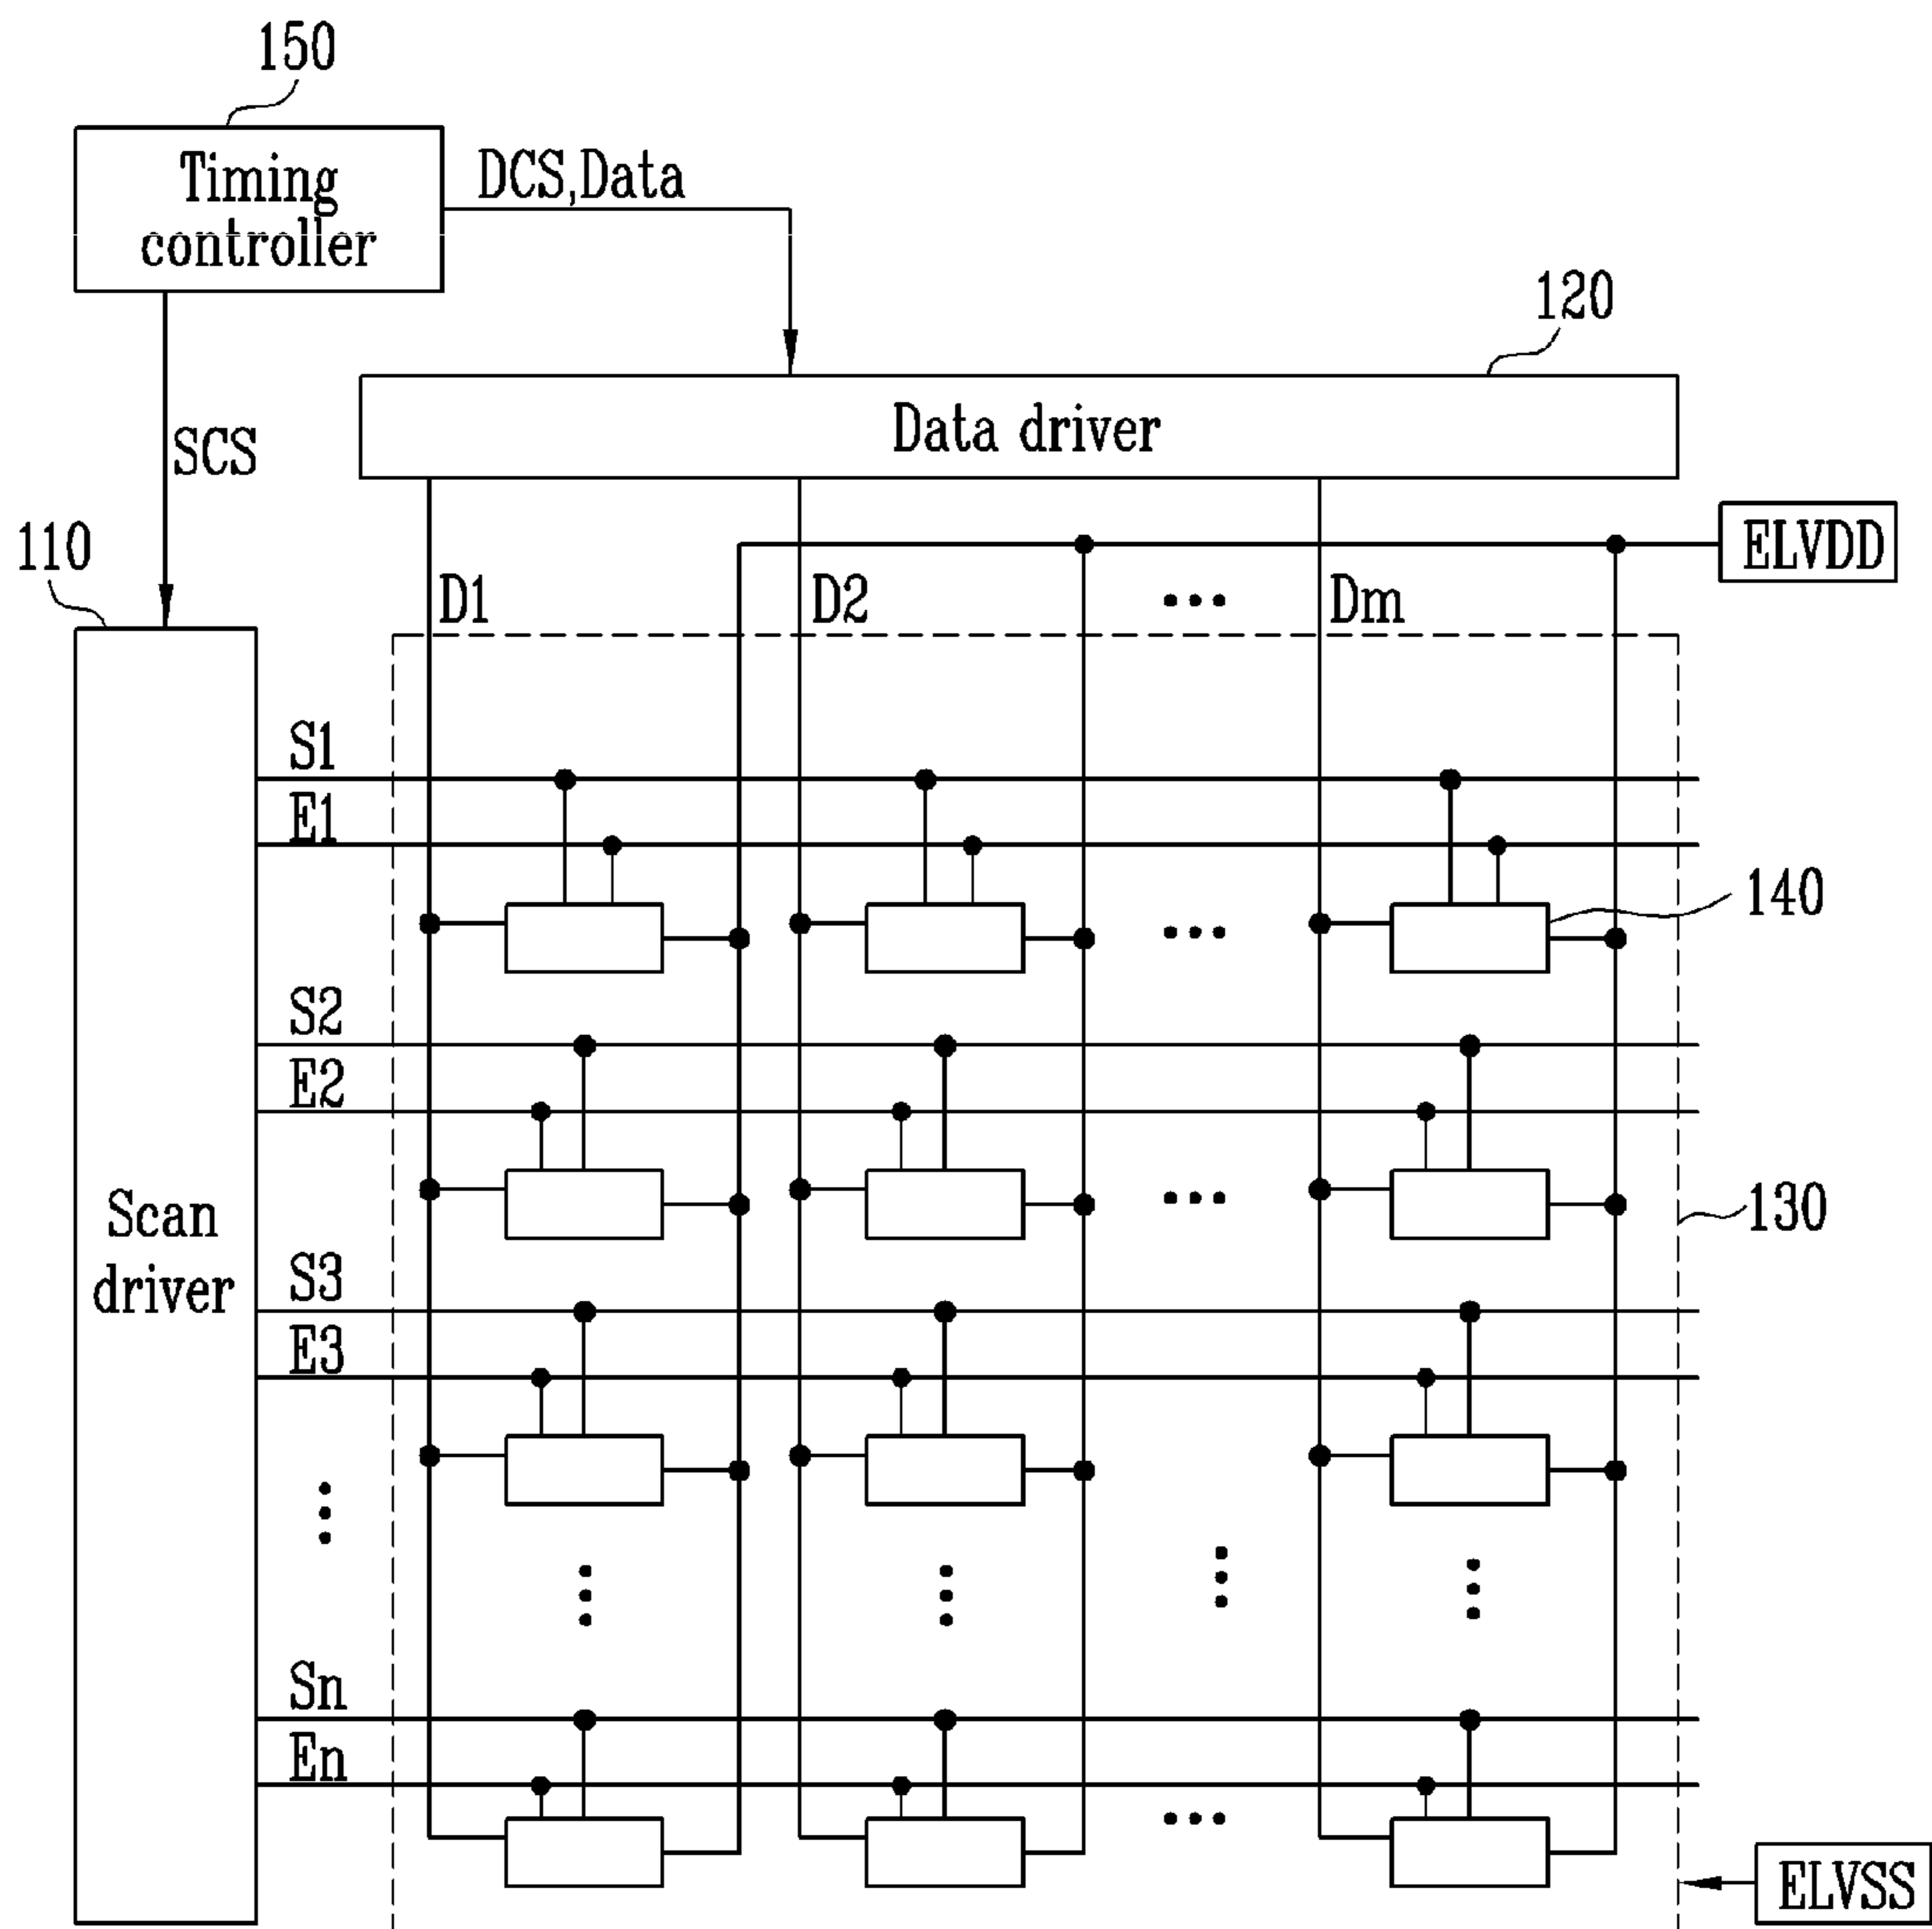 150
Timing
controller
DCS,Data
120
Data driver
SCS
110
ELVDD
D1
D2
Dm
S1
E1
140
S2
E2
130
Scan
driver
S3
E3
Sn
En
ELVSS